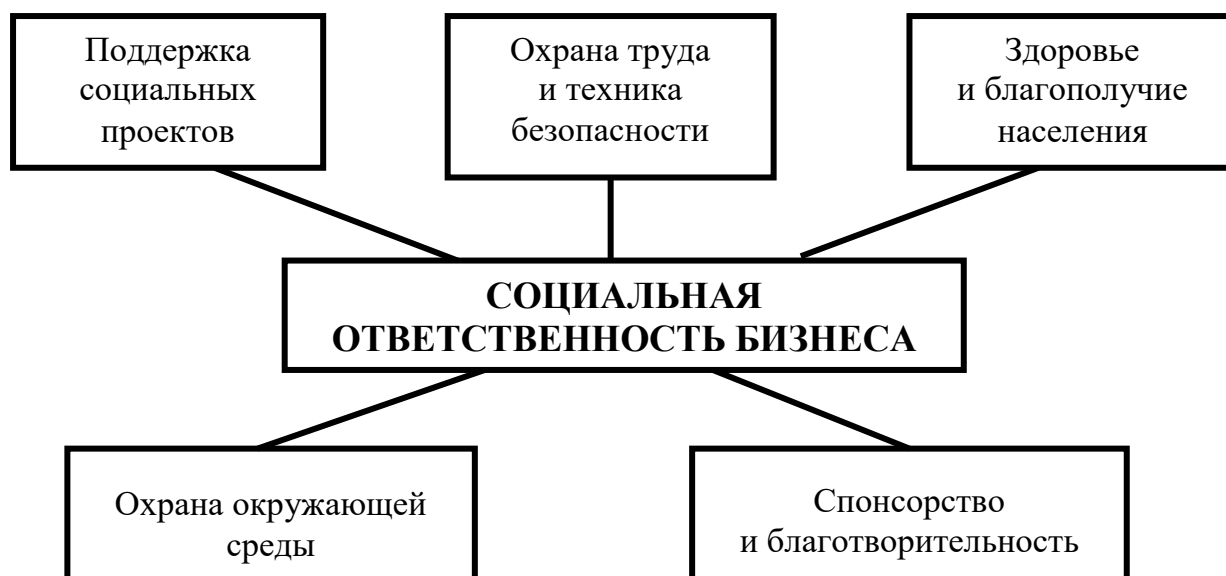 Поддержка
социальных
проектов
Охрана труда
и техника
безопасности
Здоровье
и благополучие
населения
СОЦИАЛЬНАЯ
ОТВЕТСТВЕННОСТЬ БИЗНЕСА
Охрана окружающей
среды
Спонсорство
и благотворительность